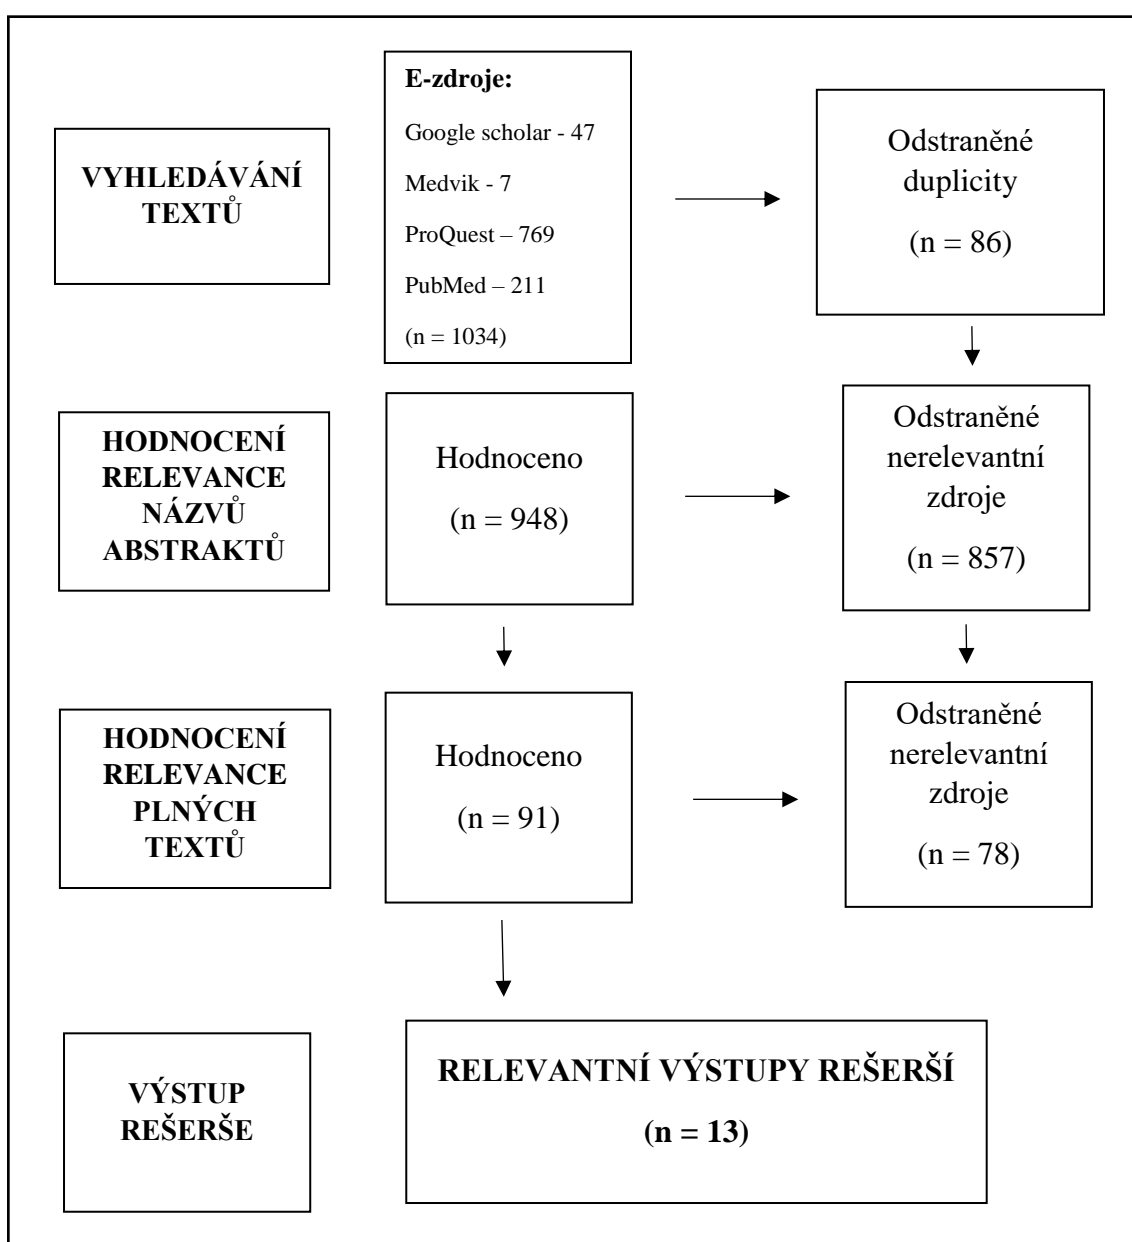 VYHLEDÁVÁNÍ
TEXTŮ
E-zdroje:
Google scholar - 47
Medvik - 7
ProQuest – 769
PubMed – 211
(n = 1034)
Odstraněné
duplicity
(n = 86)
HODNOCENÍ
RELEVANCE
NÁZVŮ
ABSTRAKTŮ
Hodnoceno
(n = 948)
Odstraněné
nerelevantní
zdroje
(n = 857)
HODNOCENÍ
RELEVANCE
PLNÝCH
TEXTŮ
Hodnoceno
(n = 91)
Odstraněné
nerelevantní
zdroje
(n = 78)
VÝSTUP
REŠERŠE
RELEVANTNÍ VÝSTUPY REŠERŠÍ
(n = 13)